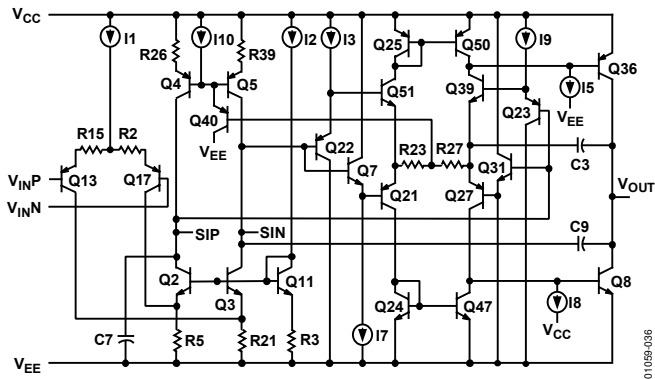 VCC
I1
I10
I2
I3
I9
R26
R39
Q25
Q50
Q36
Q4
Q5
Q51
Q39
Q23
I5
VEE
Q40
VEE
R15
R2
Q22
R23
R27
Q31
C3
VINP
Q13
Q17
Q7
Q21
Q27
VOUT
VINN
SIP
SIN
C9
Q2
Q3
Q11
Q24
Q47
Q8
I8
VCC
C7
R5
R21
R3
I7
VEE
01059-036